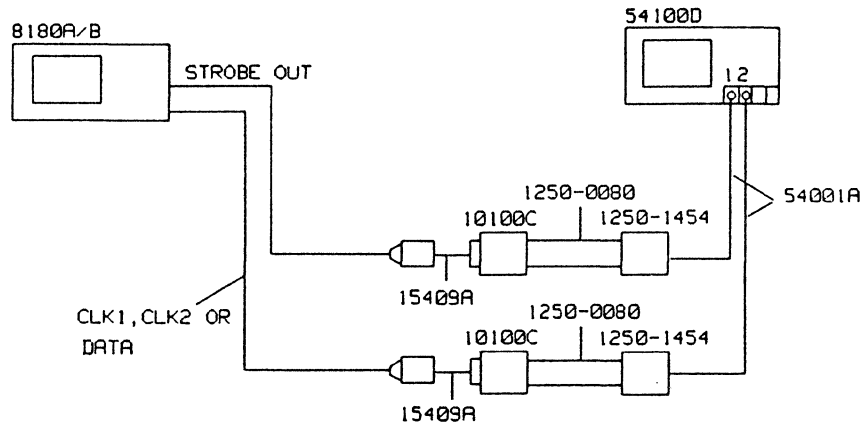 8180A/B
STROBE OUT
54100D
1 2
54001A
1250-0080
10100C
1250-1454
15409A
CLK1,CLK2 OR
DATA
1250-0080
10100C
1250-1454
15409A